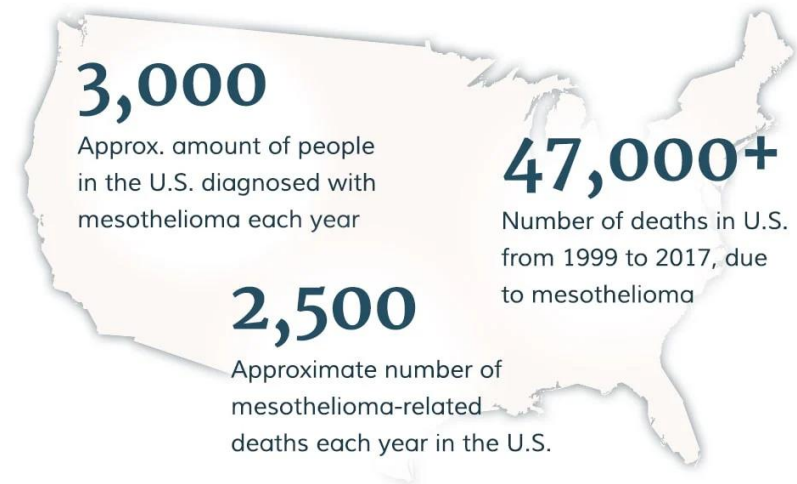 3,000
Approx. amount of people
in the U.S. diagnosed with
mesothelioma each year
47,000+
Number of deaths in U.S.
from 1999 to 2017, due
to mesothelioma
2,500
Approximate number of
mesothelioma-related
deaths each year in the U.S.